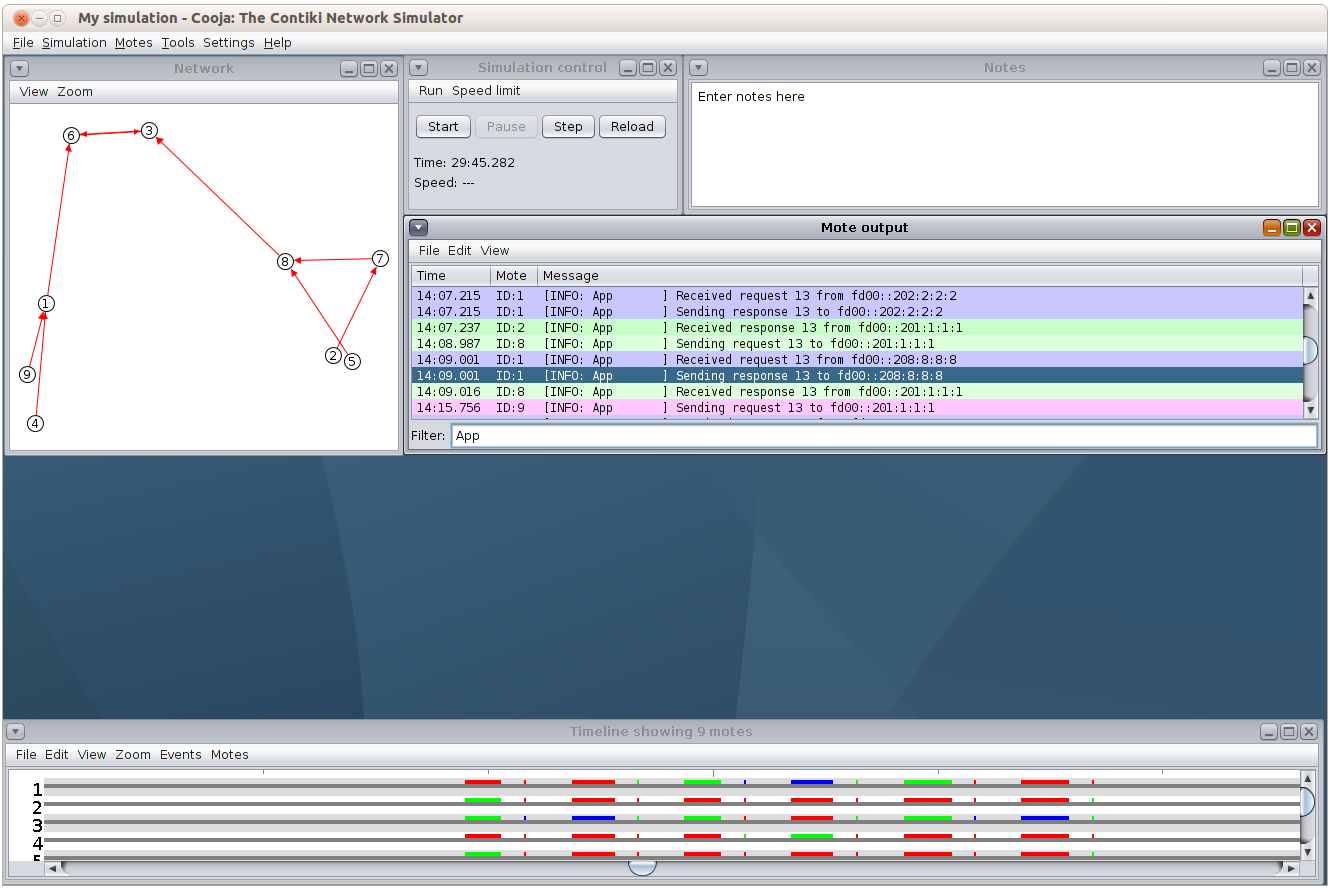 My simulation - Cooja: The Contiki Network Simulator
File Simulation Motes Tools Settings Help
Network
View Zoom
6
3
8
7
1
2
5
9
4
Simulation control
Run Speed limit
Start Pause Step Reload
Time: 29:45.282
Speed: ---
Notes
Enter notes here
Mote output
File Edit View
Time Mote Message
14:07.215 ID:1 [INFO: App ] Received request 13 from fd00::202:2:2:2
14:07.215 ID:1 [INFO: App ] Sending response 13 to fd00::202:2:2:2
14:07.237 ID:2 [INFO: App ] Received response 13 from fd00::201:1:1:1
14:08.987 ID:8 [INFO: App ] Sending request 13 to fd00::201:1:1:1
14:09.001 ID:1 [INFO: App ] Received request 13 from fd00::208:8:8:8
14:09.001 ID:1 [INFO: App ] Sending response 13 to fd00::208:8:8:8
14:09.016 ID:8 [INFO: App ] Received response 13 from fd00::201:1:1:1
14:15.756 ID:9 [INFO: App ] Sending request 13 to fd00::201:1:1:1
Filter: App
Timeline showing 9 motes
File Edit View Zoom Events Motes
1
2
3
4
5